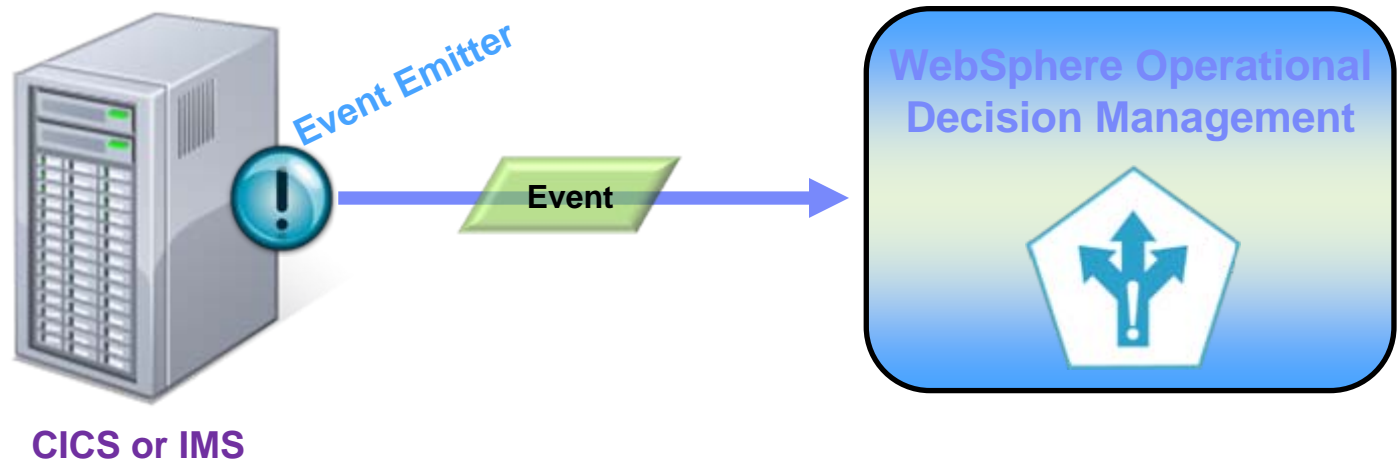 Event Emitter
WebSphere Operational
Decision Management
Event
CICS or IMS